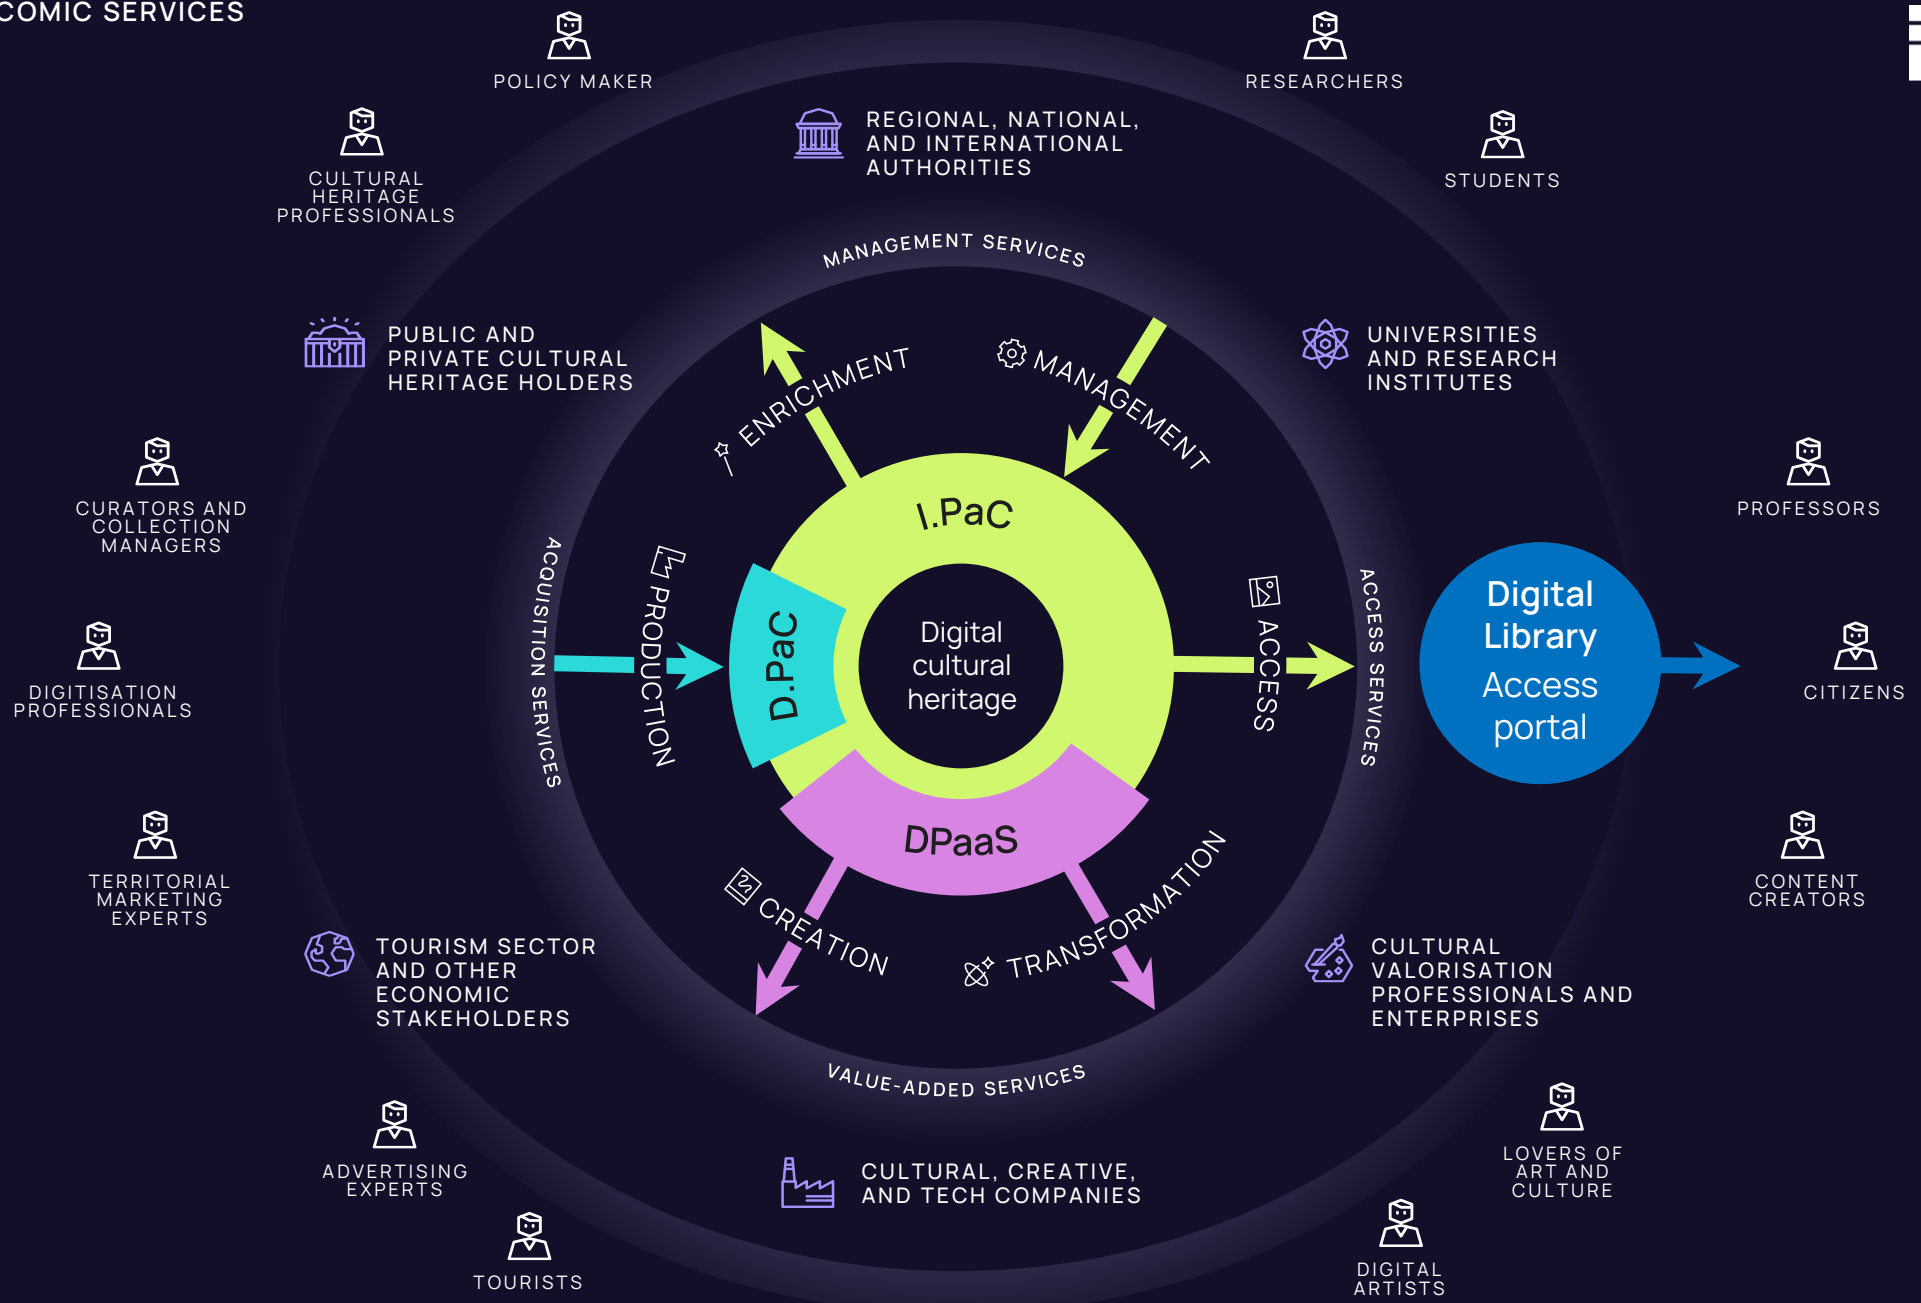 COMIC SERVICES
POLICY MAKER
RESEARCHERS
CULTURAL
HERITAGE
PROFESSIONALS
REGIONAL, NATIONAL,
AND INTERNATIONAL
AUTHORITIES
STUDENTS
MANAGEMENT SERVICES
PUBLIC AND
PRIVATE CULTURAL
HERITAGE HOLDERS
ENRICHMENT
MANAGEMENT
UNIVERSITIES
AND RESEARCH
INSTITUTES
CURATORS AND
COLLECTION
MANAGERS
PROFESSORS
I.PaC
ACQUISITION SERVICES
PRODUCTION
D.PaC
Digital
cultural
heritage
ACCESS
ACCESS SERVICES
Digital
Library
Access
portal
DIGITISATION
PROFESSIONALS
CITIZENS
DPaaS
TERRITORIAL
MARKETING
EXPERTS
CREATION
TRANSFORMATION
CONTENT
CREATORS
TOURISM SECTOR
AND OTHER
ECONOMIC
STAKEHOLDERS
CULTURAL
VALORISATION
PROFESSIONALS AND
ENTERPRISES
VALUE-ADDED SERVICES
ADVERTISING
EXPERTS
CULTURAL, CREATIVE,
AND TECH COMPANIES
LOVERS OF
ART AND
CULTURE
TOURISTS
DIGITAL
ARTISTS